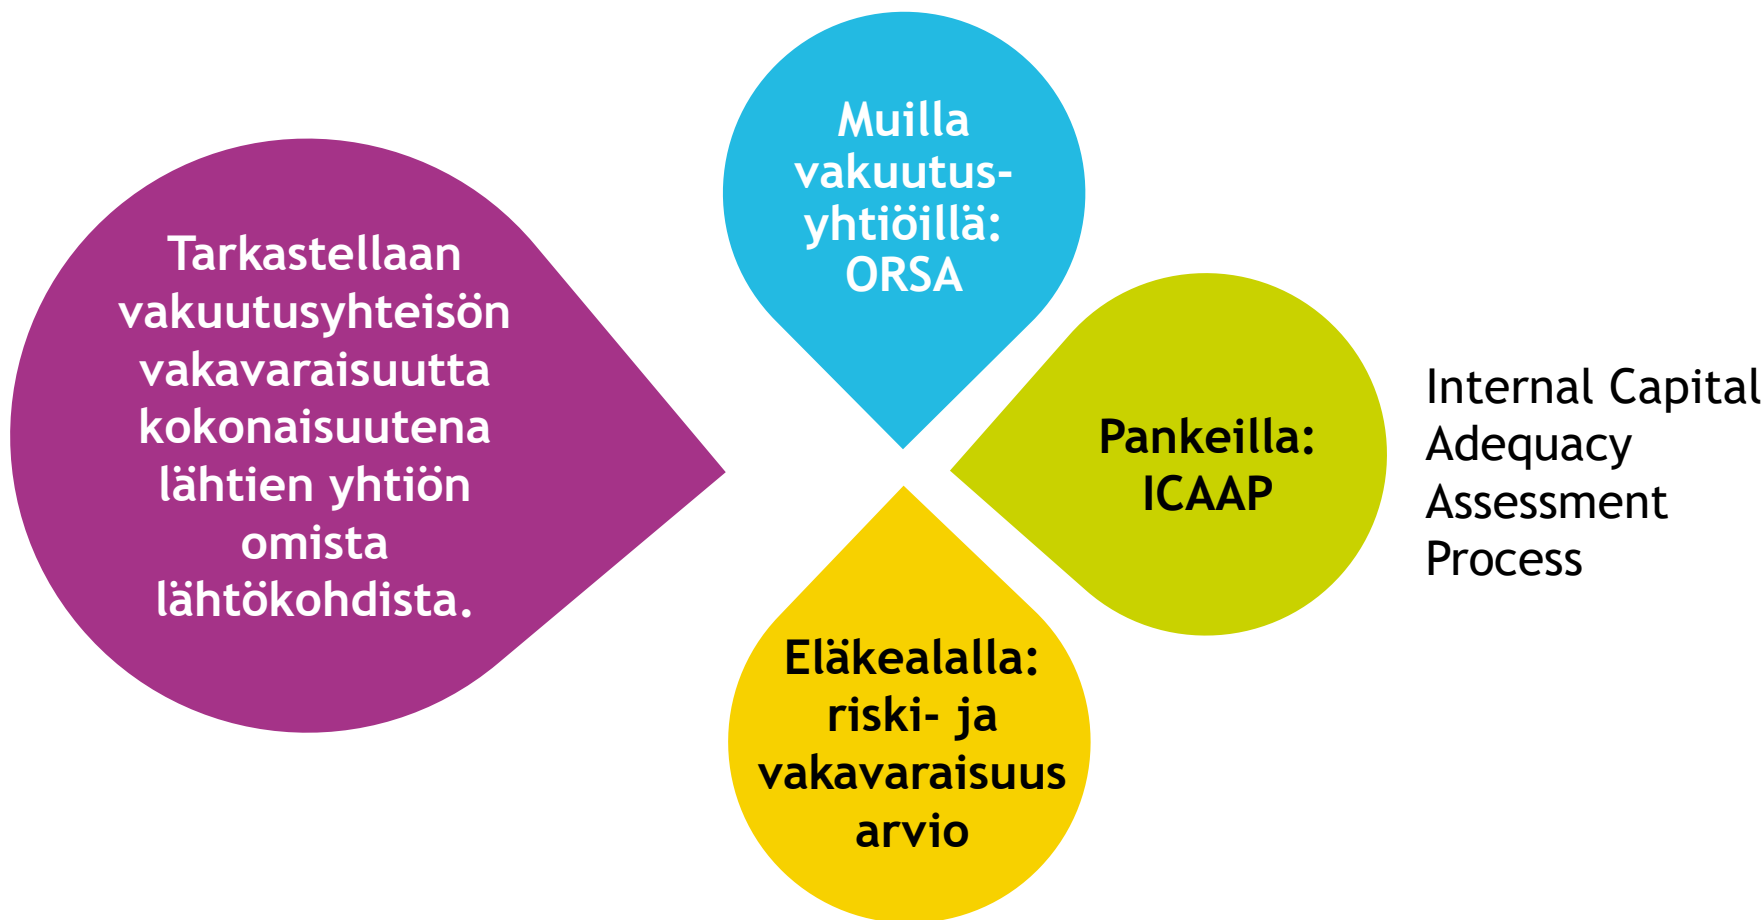 Tarkastellaan
vakuutusyhteisön
vakavaraisuutta
kokonaisuutena
lähtien yhtiön
omista
lähtökohdista.
Muilla
vakuutus-
yhtiöillä:
ORSA
Pankeilla:
ICAAP
Internal Capital
Adequacy
Assessment
Process
Eläkealalla:
riski- ja
vakavaraisuus
arvio